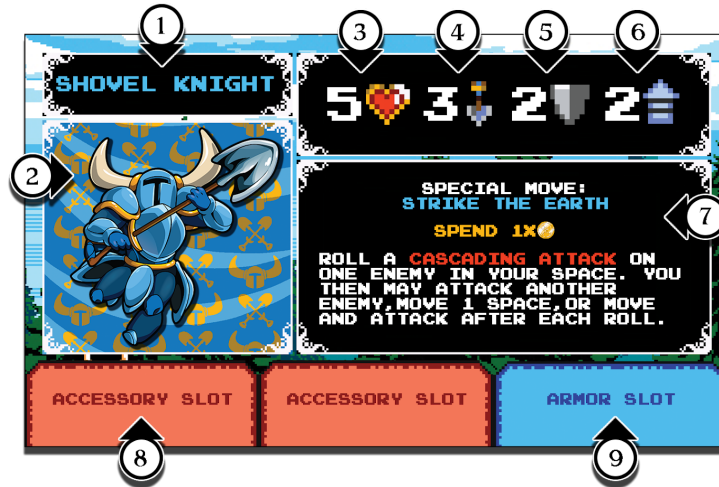 1
3
4
5
6
SHOVEL KNIGHT
5 3 2 2
2
SPECIAL MOVE:
STRIKE THE EARTH
7
SPEND 1X
ROLL A CASCADING ATTACK ON
ONE ENEMY IN YOUR SPACE. YOU
THEN MAY ATTACK ANOTHER
ENEMY,MOVE 1 SPACE,OR MOVE
AND ATTACK AFTER EACH ROLL.
ACCESSORY SLOT
ACCESSORY SLOT
ARMOR SLOT
8
9